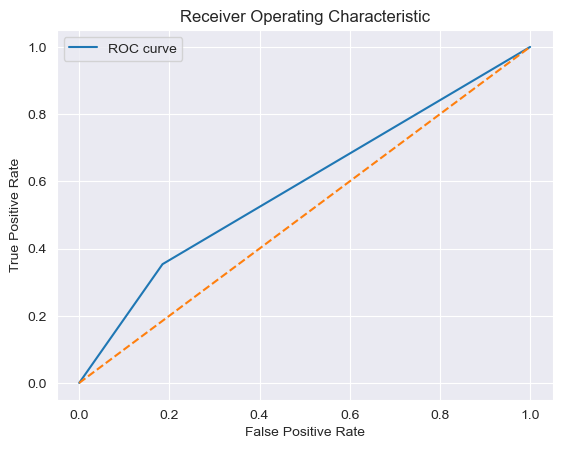 Receiver Operating Characteristic
ROC curve
True Positive Rate
1.0
0.8
0.6
0.4
0.2
0.0
0.0 0.2 0.4 0.6 0.8 1.0
False Positive Rate